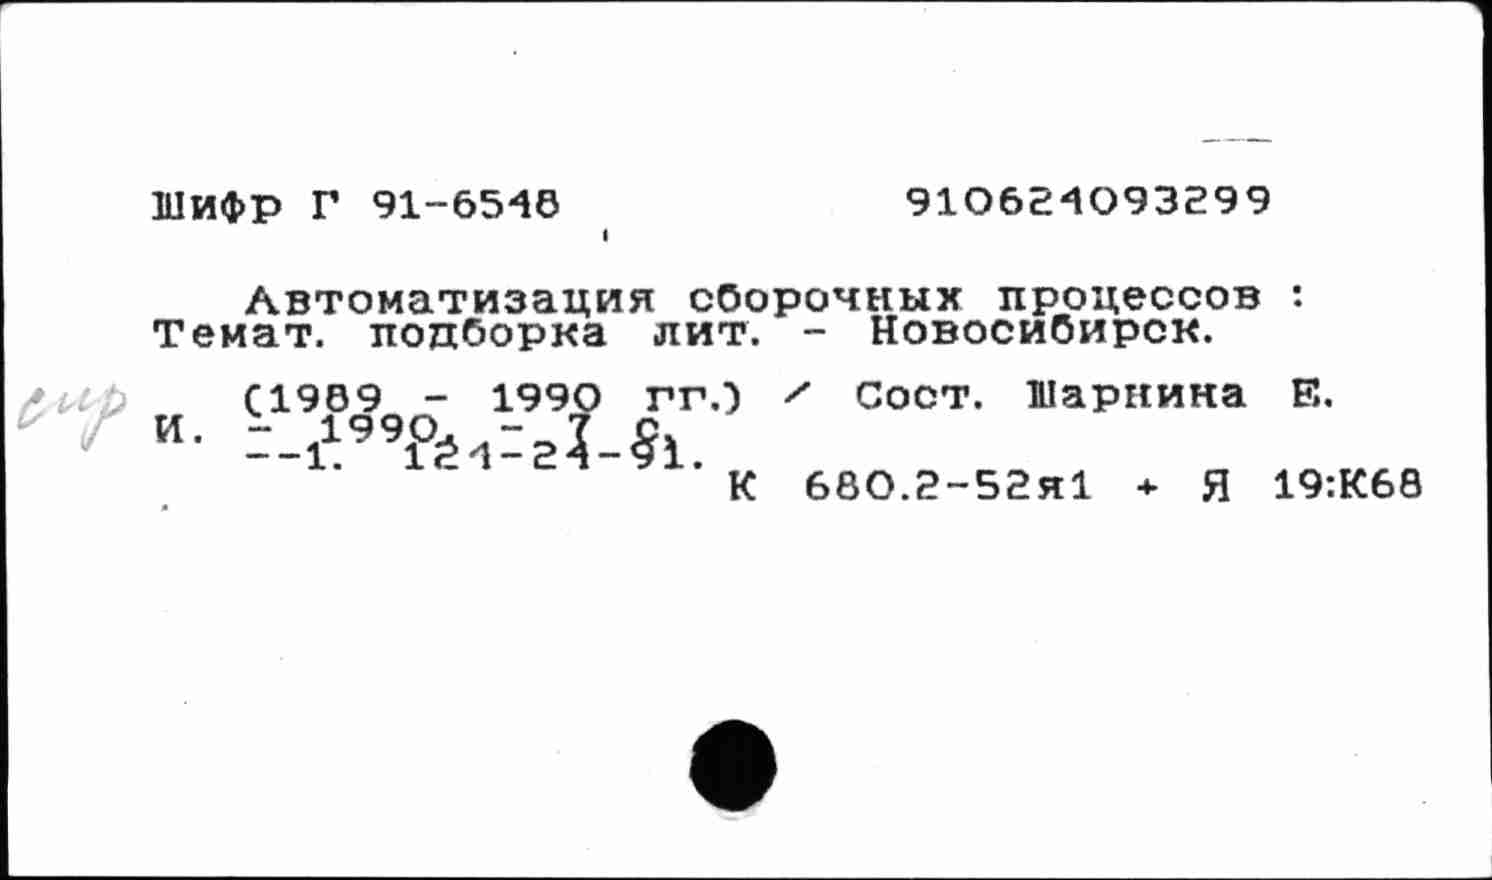 Шифр Г 91-6548 910624093299
Автоматизация сборочных процессов :
Темат. подборка лит. - Новосибирск.
(1989 - 1990 гг.) / Сост. Шарнина Е.
И. - 1990. - 7 с.
--1. 124-24-91.
К 680.2-52я1 + Я 19:К68